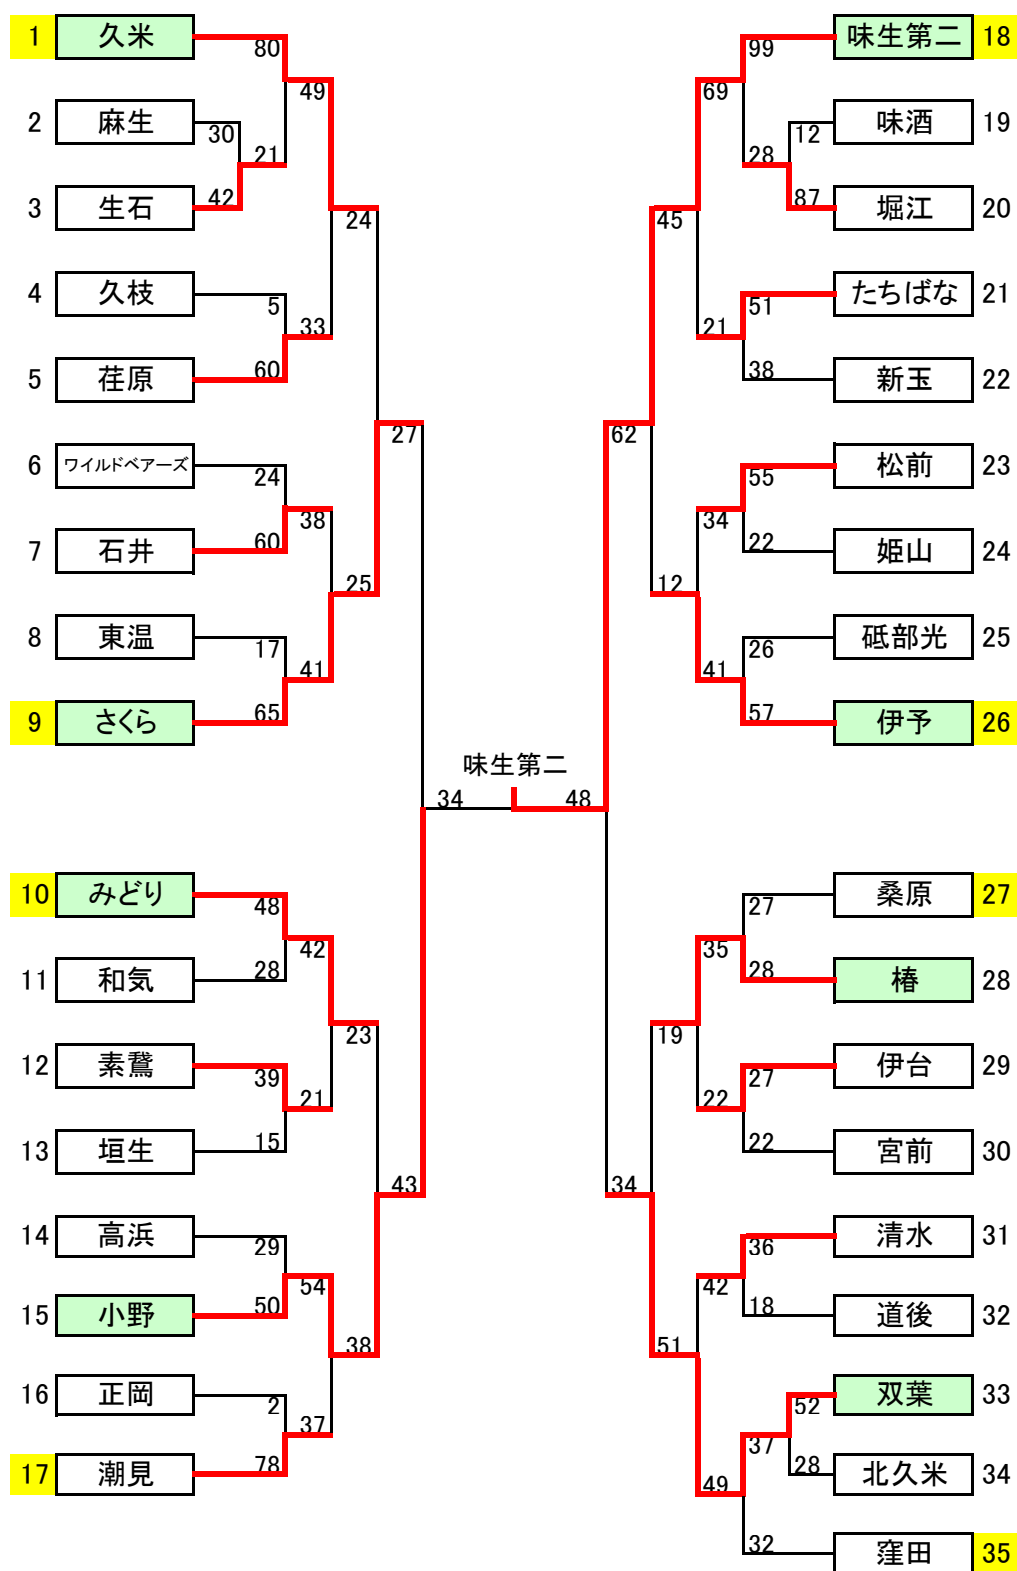 1 久米 80
49
2 麻生 30
21
3 生石 42
24
4 久枝 5
33
5 荏原 60
27
6 ワイルドベアーズ 24
38
7 石井 60
25
8 東温 17
41
9 さくら 65
味生第二
34 48
10 みどり 48
42
11 和気 28
23
12 素鵞 39
21
13 垣生 15
43
14 高浜 29
54
15 小野 50
38
16 正岡 2
37
17 潮見 78
99 味生第二 18
69
12 味酒 19
28
87 堀江 20
45
51 たちばな 21
21
38 新玉 22
62
55 松前 23
34
22 姫山 24
12
26 砥部光 25
41
57 伊予 26
27 桑原 27
35
28 椿 28
19
27 伊台 29
22
22 宮前 30
34
36 清水 31
42
18 道後 32
51
52 双葉 33
37
28 北久米 34
49
32 窪田 35